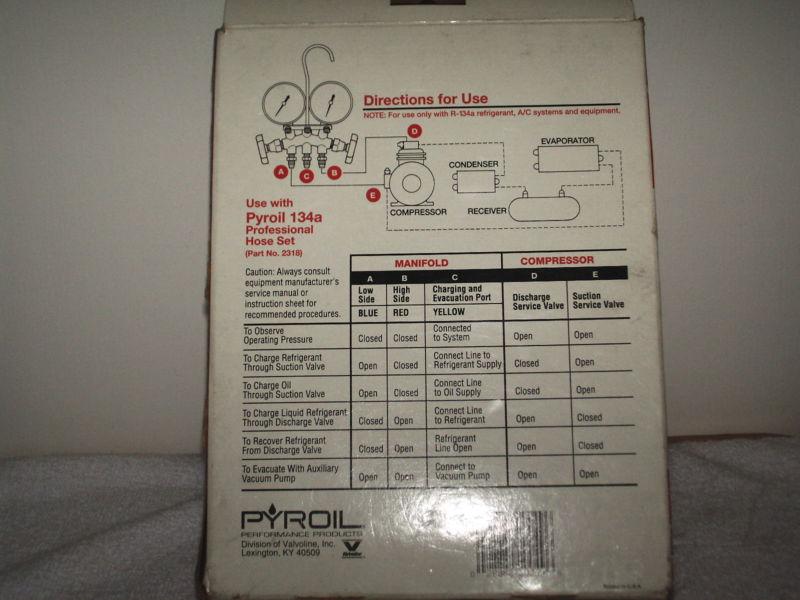 Directions for Use
NOTE: For use only with R-134a refrigerant, A/C systems and equipment.
D
EVAPORATOR
CONDENSER
A
C
B
E
COMPRESSOR
RECEIVER
Use with
Pyroil 134a
Professional
Hose Set
(Part No. 2318)
Caution: Always consult
equipment manufacturer's
service manual or
instruction sheet for
recommended procedures.
MANIFOLD COMPRESSOR
A B C D E
Low Side High Side Charging and Evacuation Port Discharge Service Valve Suction Service Valve
BLUE RED YELLOW
To Observe
Operating Pressure Closed Closed Connected to System Open Open
To Charge Refrigerant
Through Suction Valve Open Closed Connect Line to Refrigerant Supply Closed Open
To Charge Oil
Through Suction Valve Open Closed Connect Line to Oil Supply Closed Open
To Charge Liquid Refrigerant
Through Discharge Valve Closed Open Connect Line to Refrigerant Open Closed
To Recover Refrigerant
From Discharge Valve Closed Open Refrigerant Line Open Open Closed
To Evacuate With Auxiliary
Vacuum Pump Open Open Connect to Vacuum Pump Open Open
PYROIL
PERFORMANCE PRODUCTS
Division of Valvoline, Inc.
Lexington, KY 40509
Valvoline
Printed in U.S.A.